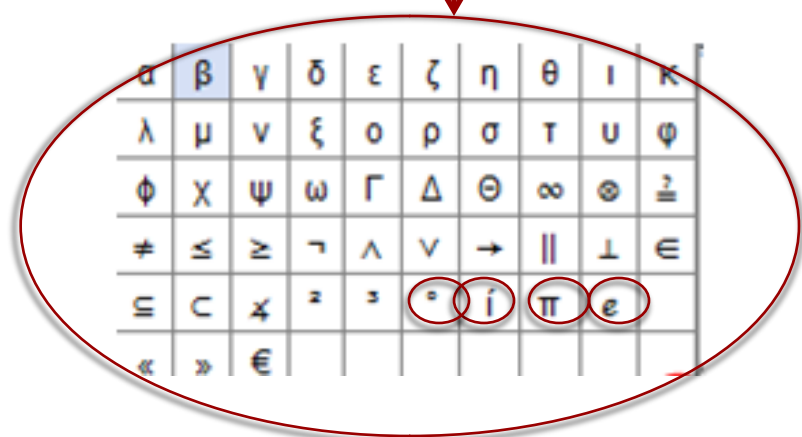 α β γ δ ε ζ η θ ι κ
λ μ ν ξ ο ρ σ τ υ φ
ϕ χ ψ ω Γ Δ Θ ∞ ⊗ ≟
≠ ≤ ≥ ¬ ∧ ∨ → ∥ ⊥ ∈
⊆ ⊂ ∡ ² ³ ° í π ℯ
« » €